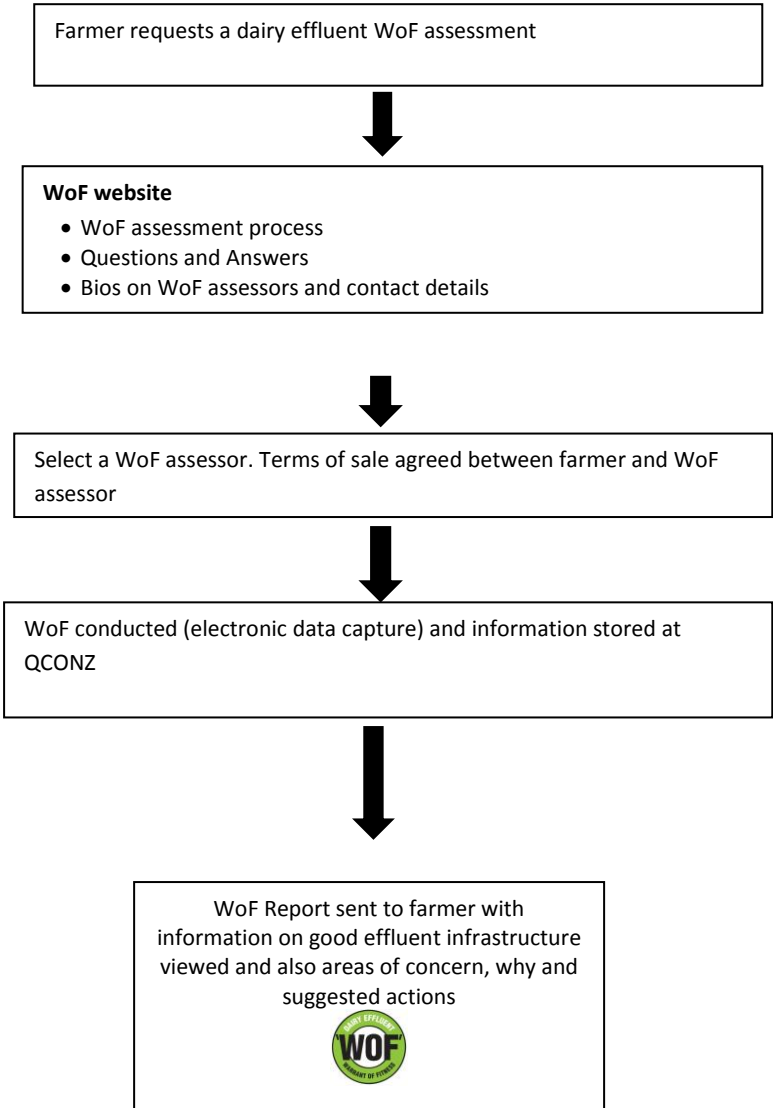 Farmer requests a dairy effluent WoF assessment
WoF website
• WoF assessment process
• Questions and Answers
• Bios on WoF assessors and contact details
Select a WoF assessor. Terms of sale agreed between farmer and WoF
assessor
WoF conducted (electronic data capture) and information stored at
QCONZ
WoF Report sent to farmer with
information on good effluent infrastructure
viewed and also areas of concern, why and
suggested actions
DAIRY EFFLUENT
WOF
WARRANT OF FITNESS